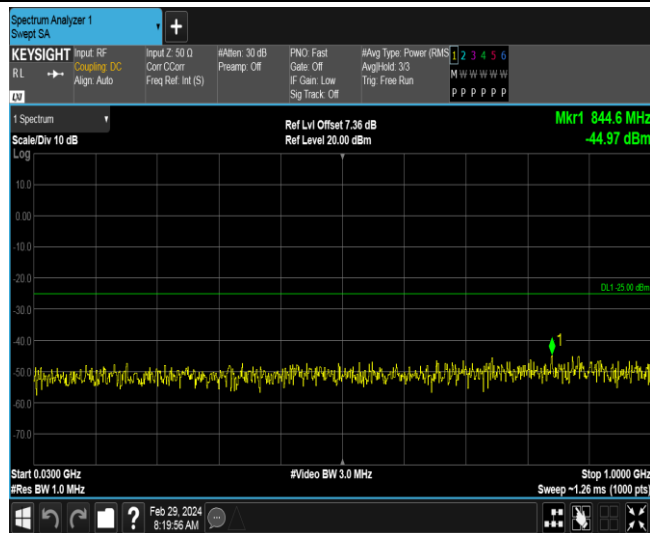 Spectrum Analyzer 1
Swept SA
KEYSIGHT
RL
Input: RF
Coupling: DC
Align: Auto
Input Z: 50 Ω
Corr CCorr
Freq Ref: Int (S)
#Atten: 30 dB
Preamp: Off
PNO: Fast
Gate: Off
IF Gain: Low
Sig Track: Off
#Avg Type: Power (RMS
Avg|Hold: 3/3
Trig: Free Run
1 2 3 4 5 6
M W W W W W
P P P P P P
1 Spectrum
Scale/Div 10 dB
Log
Ref Lvl Offset 7.36 dB
Ref Level 20.00 dBm
Mkr1 844.6 MHz
-44.97 dBm
10.0
0.00
-10.0
-20.0
DL1 -25.00 dBm
-30.0
-40.0
1
-50.0
-60.0
-70.0
Start 0.0300 GHz
#Res BW 1.0 MHz
#Video BW 3.0 MHz
Stop 1.0000 GHz
Sweep ~1.26 ms (1000 pts)
Feb 29, 2024
8:19:56 AM